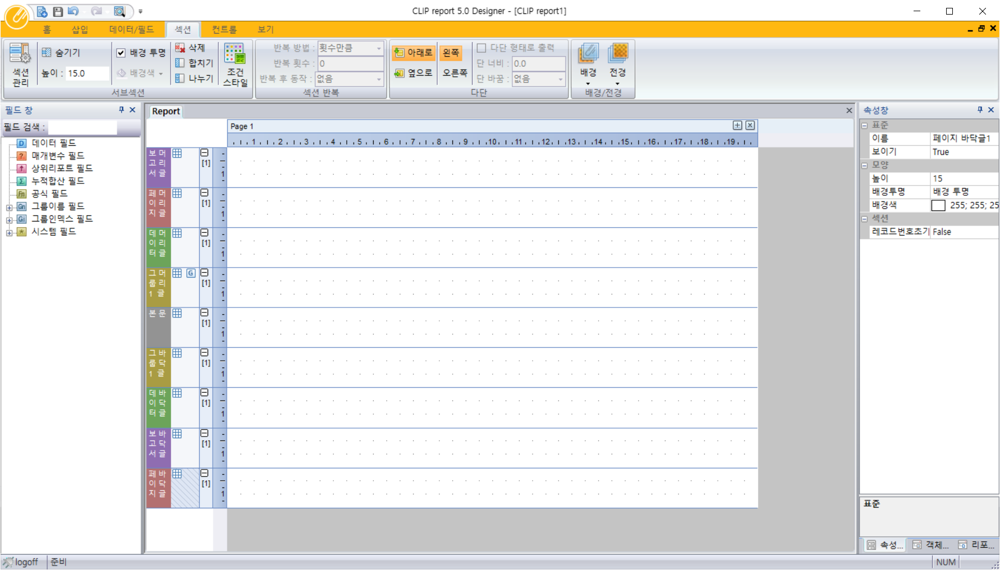 CLIP report 5.0 Designer - [CLIP report1]
홈 삽입 데이터/필드 섹션 컨트롤 보기
섹션
관리
숨기기
높이 : 15.0
배경 투명
배경색
삭제
합치기
나누기
조건
스타일
서브섹션
반복 방법 : 횟수만큼
반복 횟수 : 0
반복 후 동작 : 없음
섹션 반복
아래로 왼쪽
옆으로 오른쪽
다단 형태로 출력
단 너비 : 0.0
단 바꿈 : 없음
다단
배경 전경
배경/전경
필드 창
필드 검색 :
D 데이터 필드
? 매개변수 필드
상위리포트 필드
Σ 누적합산 필드
Fn 공식 필드
Gn 그룹이름 필드
Gi 그룹인덱스 필드
시스템 필드
Report
Page 1
1 2 3 4 5 6 7 8 9 10 11 12 13 14 15 16 17 18 19
보 머
고 리
서 글
[1]
1
페 머
이 리
지 글
[1]
1
데 머
이 리
터 글
[1]
1
그 머
룹 리
1 글
G
[1]
1
본 문
[1]
1
그 바
룹 닥
1 글
[1]
1
데 바
이 닥
터 글
[1]
1
보 바
고 닥
서 글
[1]
1
페 바
이 닥
지 글
[1]
1
속성창
표준
이름 페이지 바닥글1
보이기 True
모양
높이 15
배경투명 배경 투명
배경색 255; 255; 25
섹션
레코드번호초기 False
표준
속성... 객체... 리포...
logoff 준비 NUM